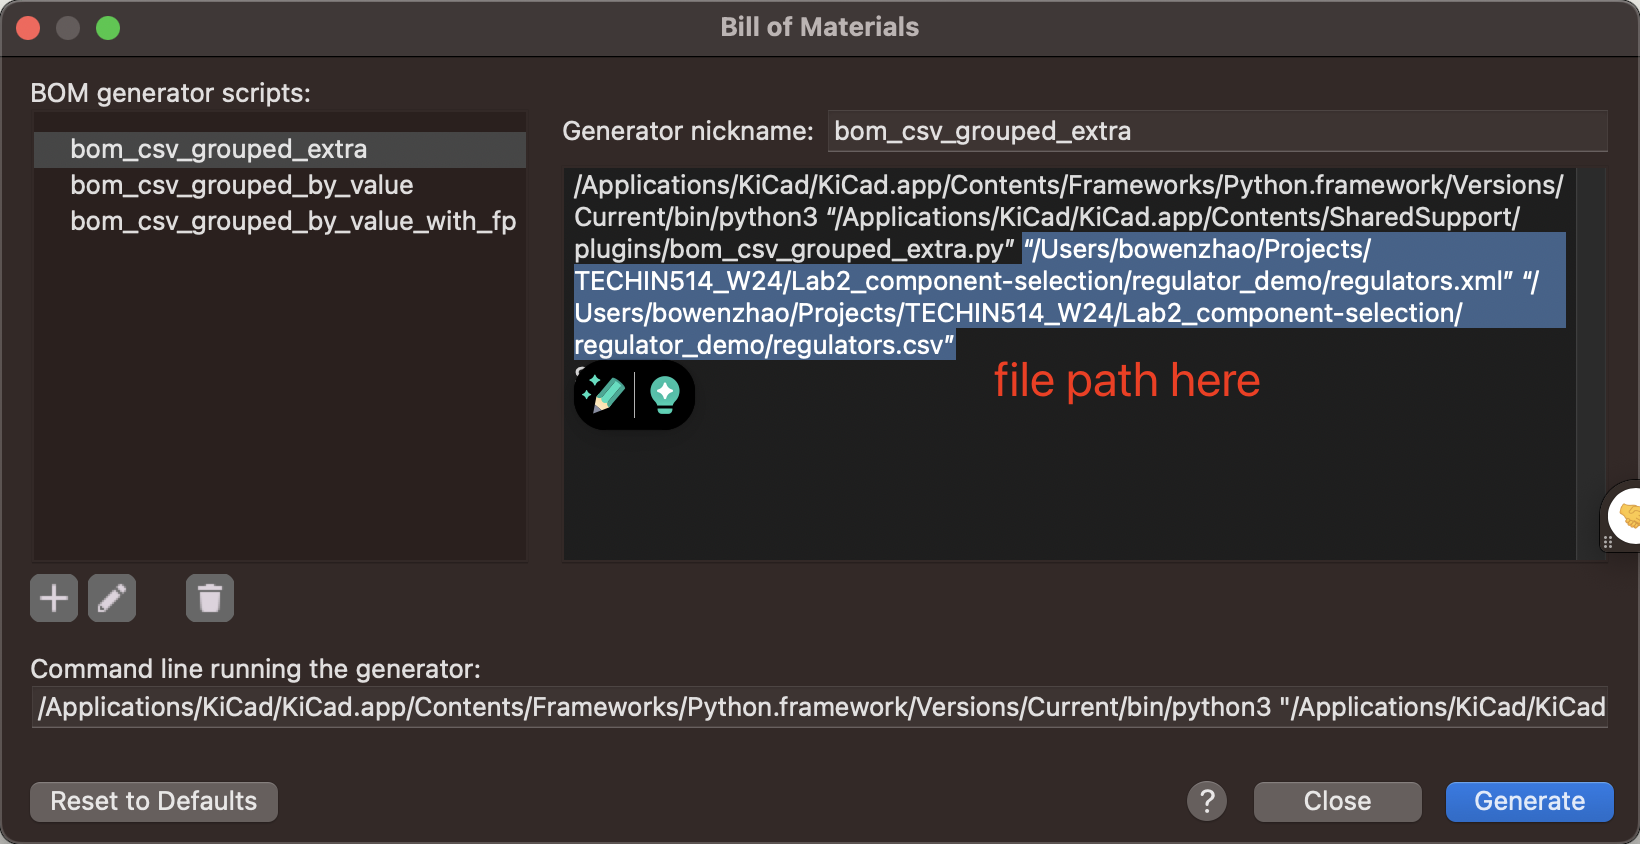 Bill of Materials
BOM generator scripts:
bom_csv_grouped_extra
bom_csv_grouped_by_value
bom_csv_grouped_by_value_with_fp
Generator nickname: bom_csv_grouped_extra
/Applications/KiCad/KiCad.app/Contents/Frameworks/Python.framework/Versions/
Current/bin/python3 “/Applications/KiCad/KiCad.app/Contents/SharedSupport/
plugins/bom_csv_grouped_extra.py” “/Users/bowenzhao/Projects/
TECHIN514_W24/Lab2_component-selection/regulator_demo/regulators.xml” “/
Users/bowenzhao/Projects/TECHIN514_W24/Lab2_component-selection/
regulator_demo/regulators.csv”
file path here
Command line running the generator:
/Applications/KiCad/KiCad.app/Contents/Frameworks/Python.framework/Versions/Current/bin/python3 "/Applications/KiCad/KiCad
Reset to Defaults
?
Close
Generate